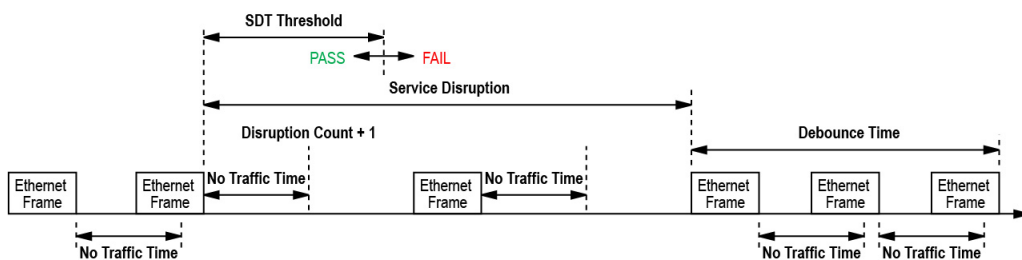 SDT Threshold
PASS
FAIL
Service Disruption
Disruption Count + 1
Debounce Time
Ethernet
Frame
Ethernet
Frame
No Traffic Time
Ethernet
Frame
No Traffic Time
Ethernet
Frame
Ethernet
Frame
Ethernet
Frame
No Traffic Time
No Traffic Time
No Traffic Time